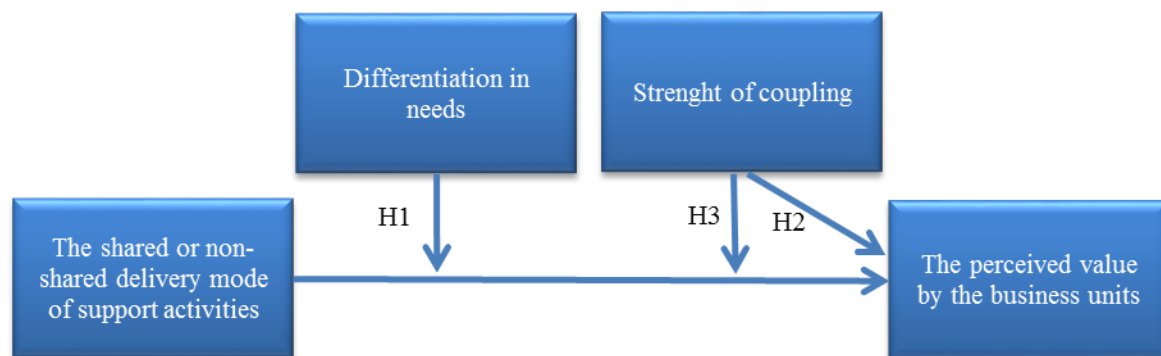 Differentiation in
needs
Strenght of coupling
H1
H3
H2
The shared or non-
shared delivery mode
of support activities
The perceived value
by the business units